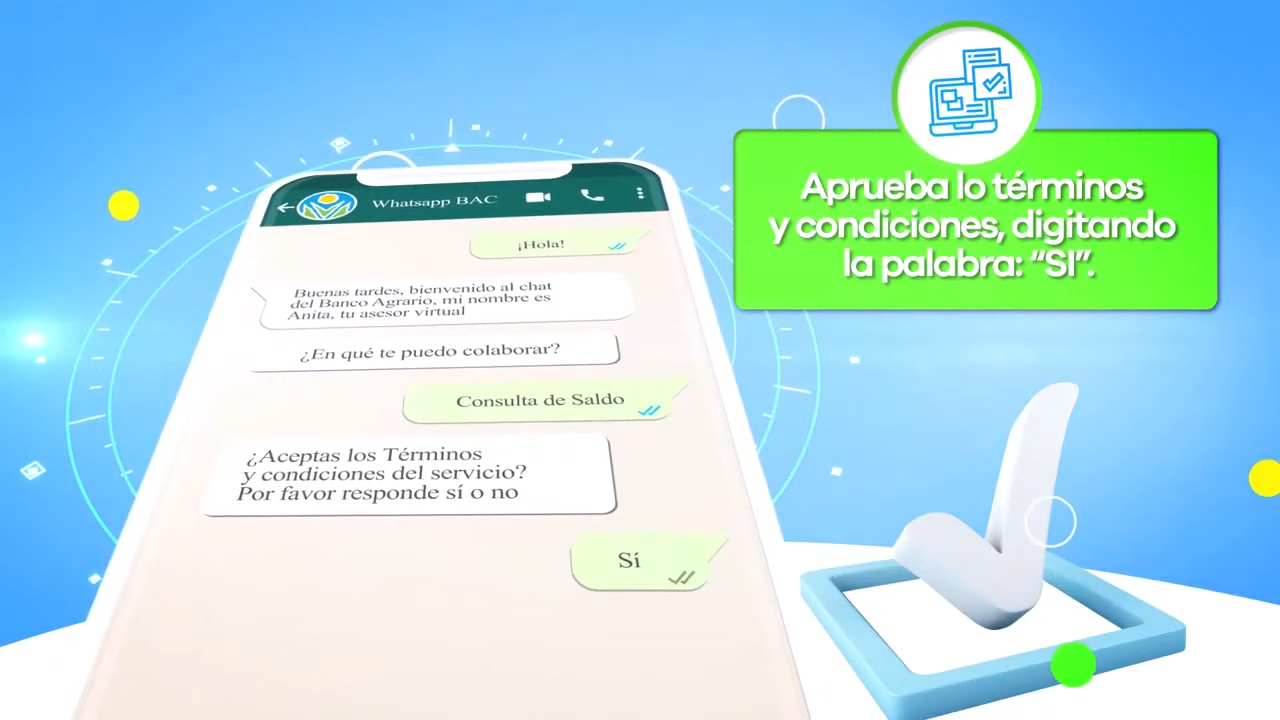 Whatsapp BAC
¡Hola!
Buenas tardes, bienvenido al chat
del Banco Agrario, mi nombre es
Anita, tu asesor virtual
¿En qué te puedo colaborar?
Consulta de Saldo
¿Aceptas los Términos
y condiciones del servicio?
Por favor responde sí o no
Sí
Aprueba lo términos
y condiciones, digitando
la palabra: “SI”.